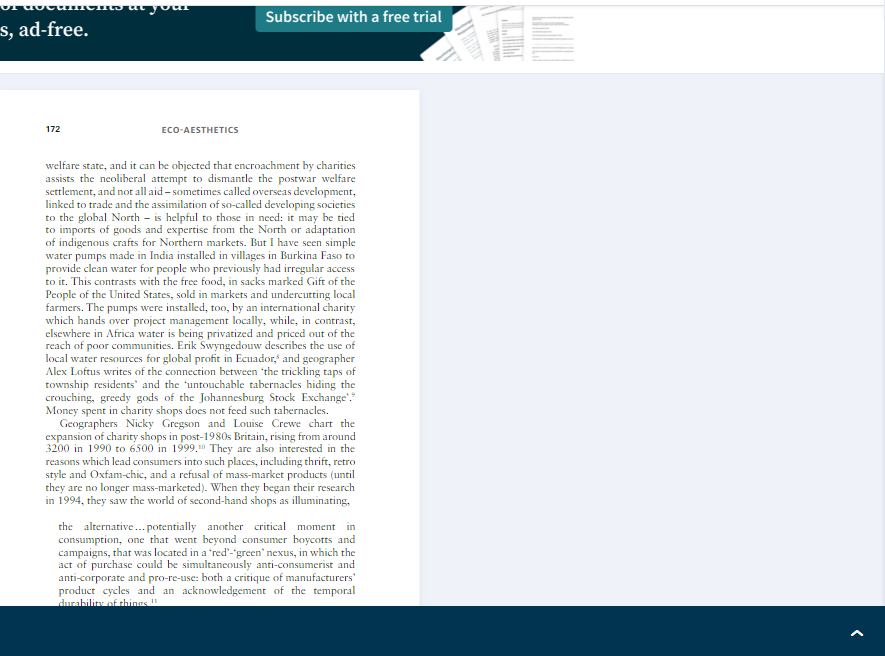 of documents at your
s, ad-free.
Subscribe with a free trial
172
ECO-AESTHETICS
welfare state, and it can be objected that encroachment by charities
assists the neoliberal attempt to dismantle the postwar welfare
settlement, and not all aid – sometimes called overseas development,
linked to trade and the assimilation of so-called developing societies
to the global North – is helpful to those in need: it may be tied
to imports of goods and expertise from the North or adaptation
of indigenous crafts for Northern markets. But I have seen simple
water pumps made in India installed in villages in Burkina Faso to
provide clean water for people who previously had irregular access
to it. This contrasts with the free food, in sacks marked Gift of the
People of the United States, sold in markets and undercutting local
farmers. The pumps were installed, too, by an international charity
which hands over project management locally, while, in contrast,
elsewhere in Africa water is being privatized and priced out of the
reach of poor communities. Erik Swyngedouw describes the use of
local water resources for global profit in Ecuador,⁸ and geographer
Alex Loftus writes of the connection between ‘the trickling taps of
township residents’ and the ‘untouchable tabernacles hiding the
crouching, greedy gods of the Johannesburg Stock Exchange’.⁹
Money spent in charity shops does not feed such tabernacles.
Geographers Nicky Gregson and Louise Crewe chart the
expansion of charity shops in post-1980s Britain, rising from around
3200 in 1990 to 6500 in 1999.¹⁰ They are also interested in the
reasons which lead consumers into such places, including thrift, retro
style and Oxfam-chic, and a refusal of mass-market products (until
they are no longer mass-marketed). When they began their research
in 1994, they saw the world of second-hand shops as illuminating,
the alternative…potentially another critical moment in
consumption, one that went beyond consumer boycotts and
campaigns, that was located in a ‘red’-‘green’ nexus, in which the
act of purchase could be simultaneously anti-consumerist and
anti-corporate and pro-re-use: both a critique of manufacturers’
product cycles and an acknowledgement of the temporal
durability of things.¹¹